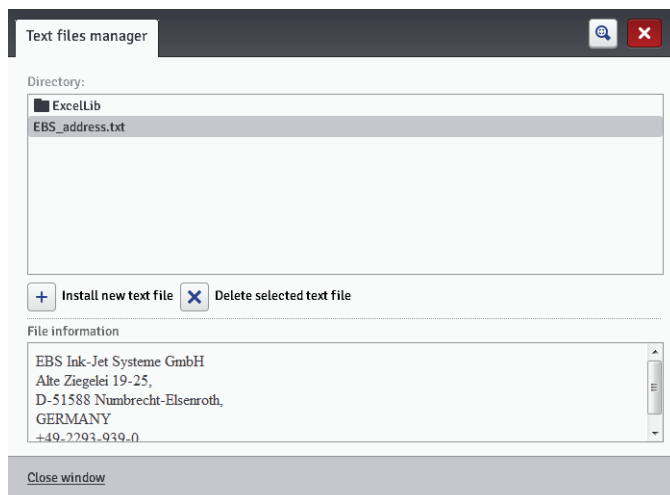 Text files manager
Directory:
ExcelLib
EBS_address.txt
Install new text file
Delete selected text file
File information
EBS Ink-Jet Systeme GmbH
Alte Ziegelei 19-25,
D-51588 Numbrecht-Elsenroth,
GERMANY
+49-2293-939-0
Close window